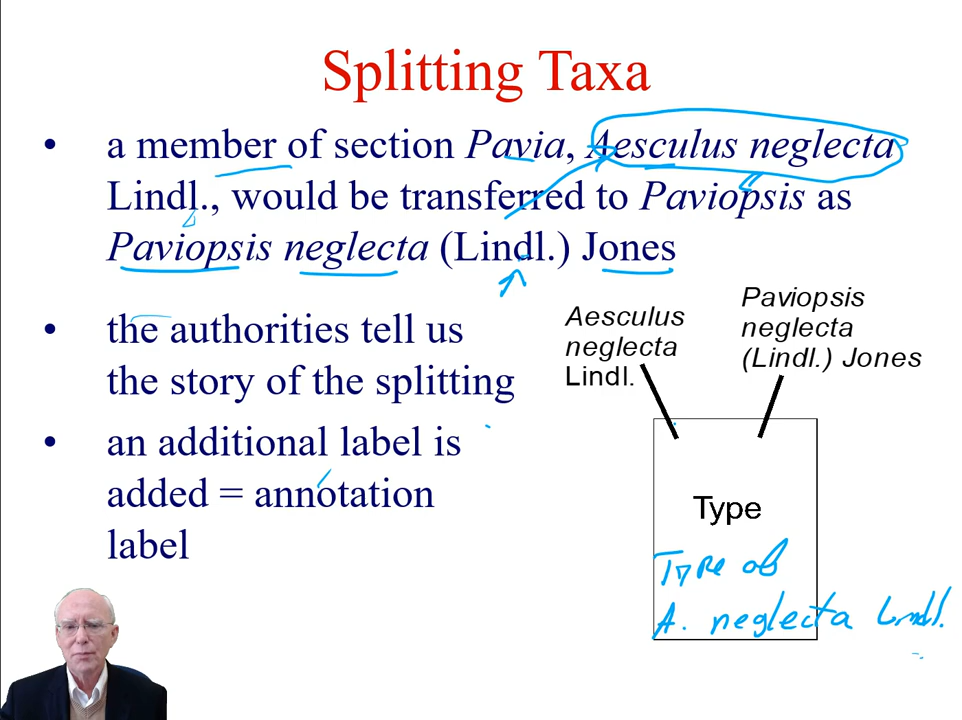 Splitting Taxa
• a member of section Pavia, Aesculus neglecta
Lindl., would be transferred to Paviopsis as
Paviopsis neglecta (Lindl.) Jones
• the authorities tell us
the story of the splitting
• an additional label is
added = annotation
label
Aesculus
neglecta
Lindl.
Paviopsis
neglecta
(Lindl.) Jones
Type
Type of
A. neglecta Lindl.